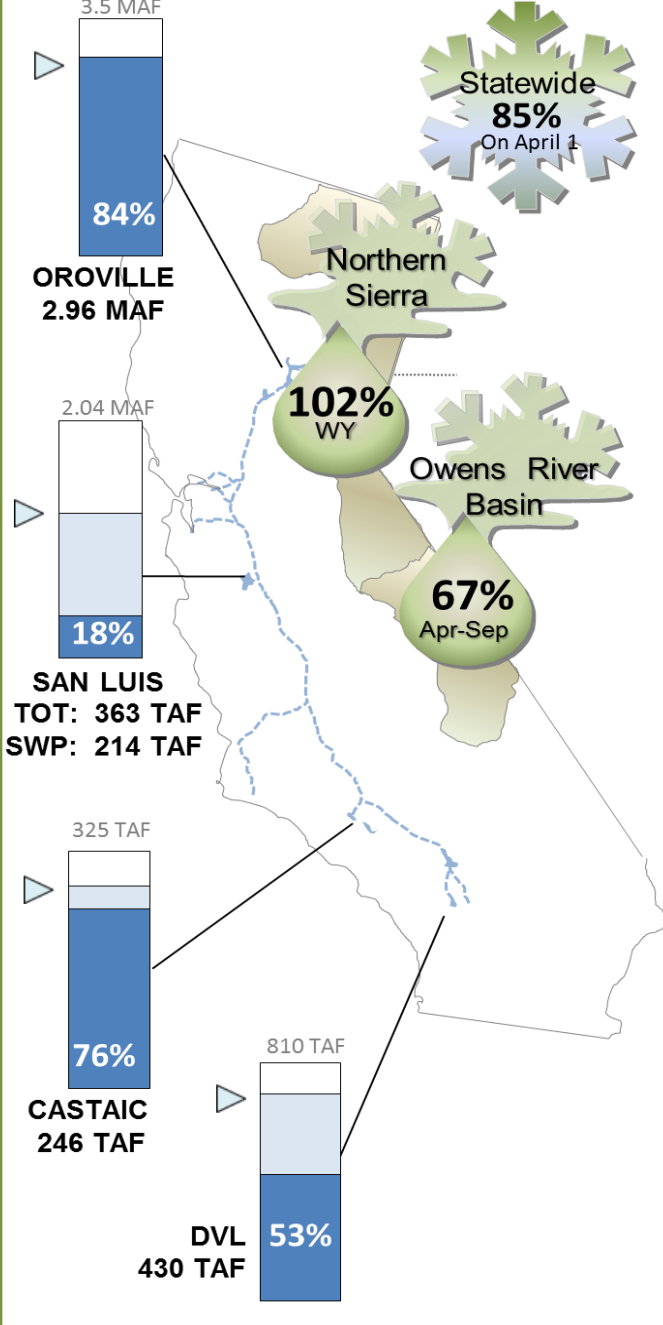 3.5 MAF
84%
OROVILLE
2.96 MAF
Statewide
85%
On April 1
Northern
Sierra
102%
WY
2.04 MAF
18%
SAN LUIS
TOT: 363 TAF
SWP: 214 TAF
Owens River
Basin
67%
Apr-Sep
325 TAF
76%
CASTAIC
246 TAF
810 TAF
53%
DVL
430 TAF